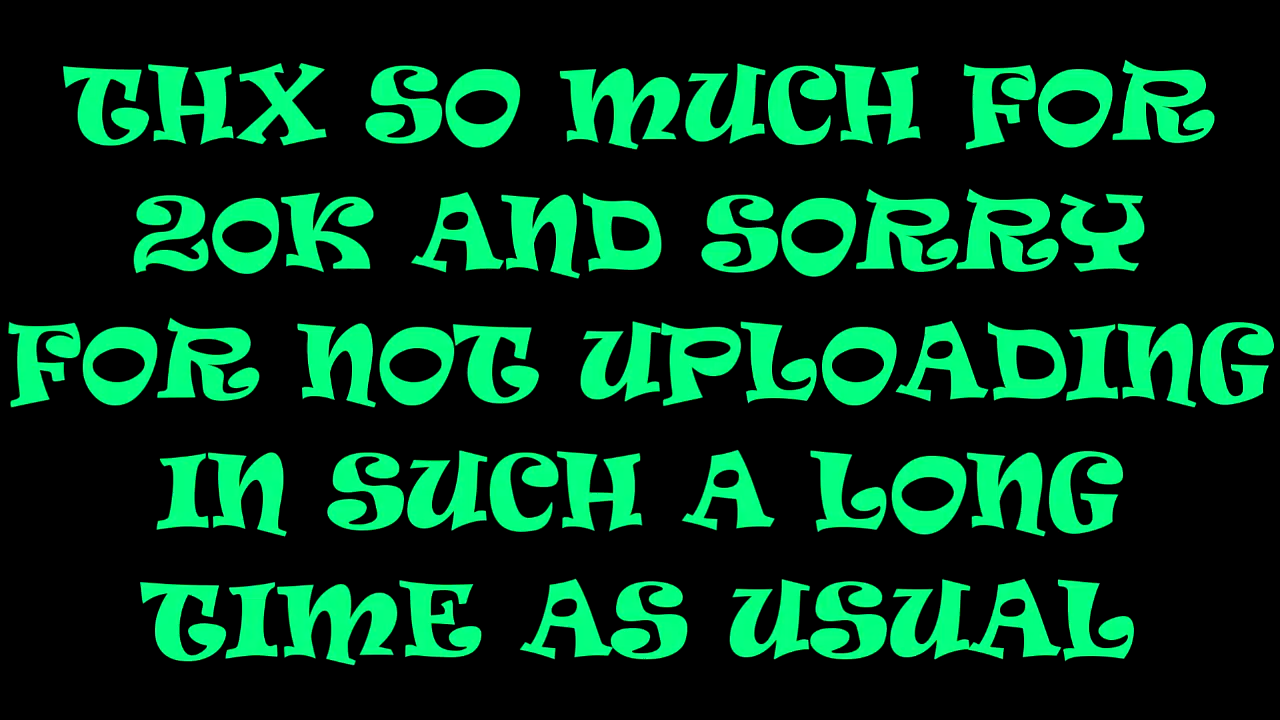 THX SO MUCH FOR
20K AND SORRY
FOR NOT UPLOADING
IN SUCH A LONG
TIME AS USUAL